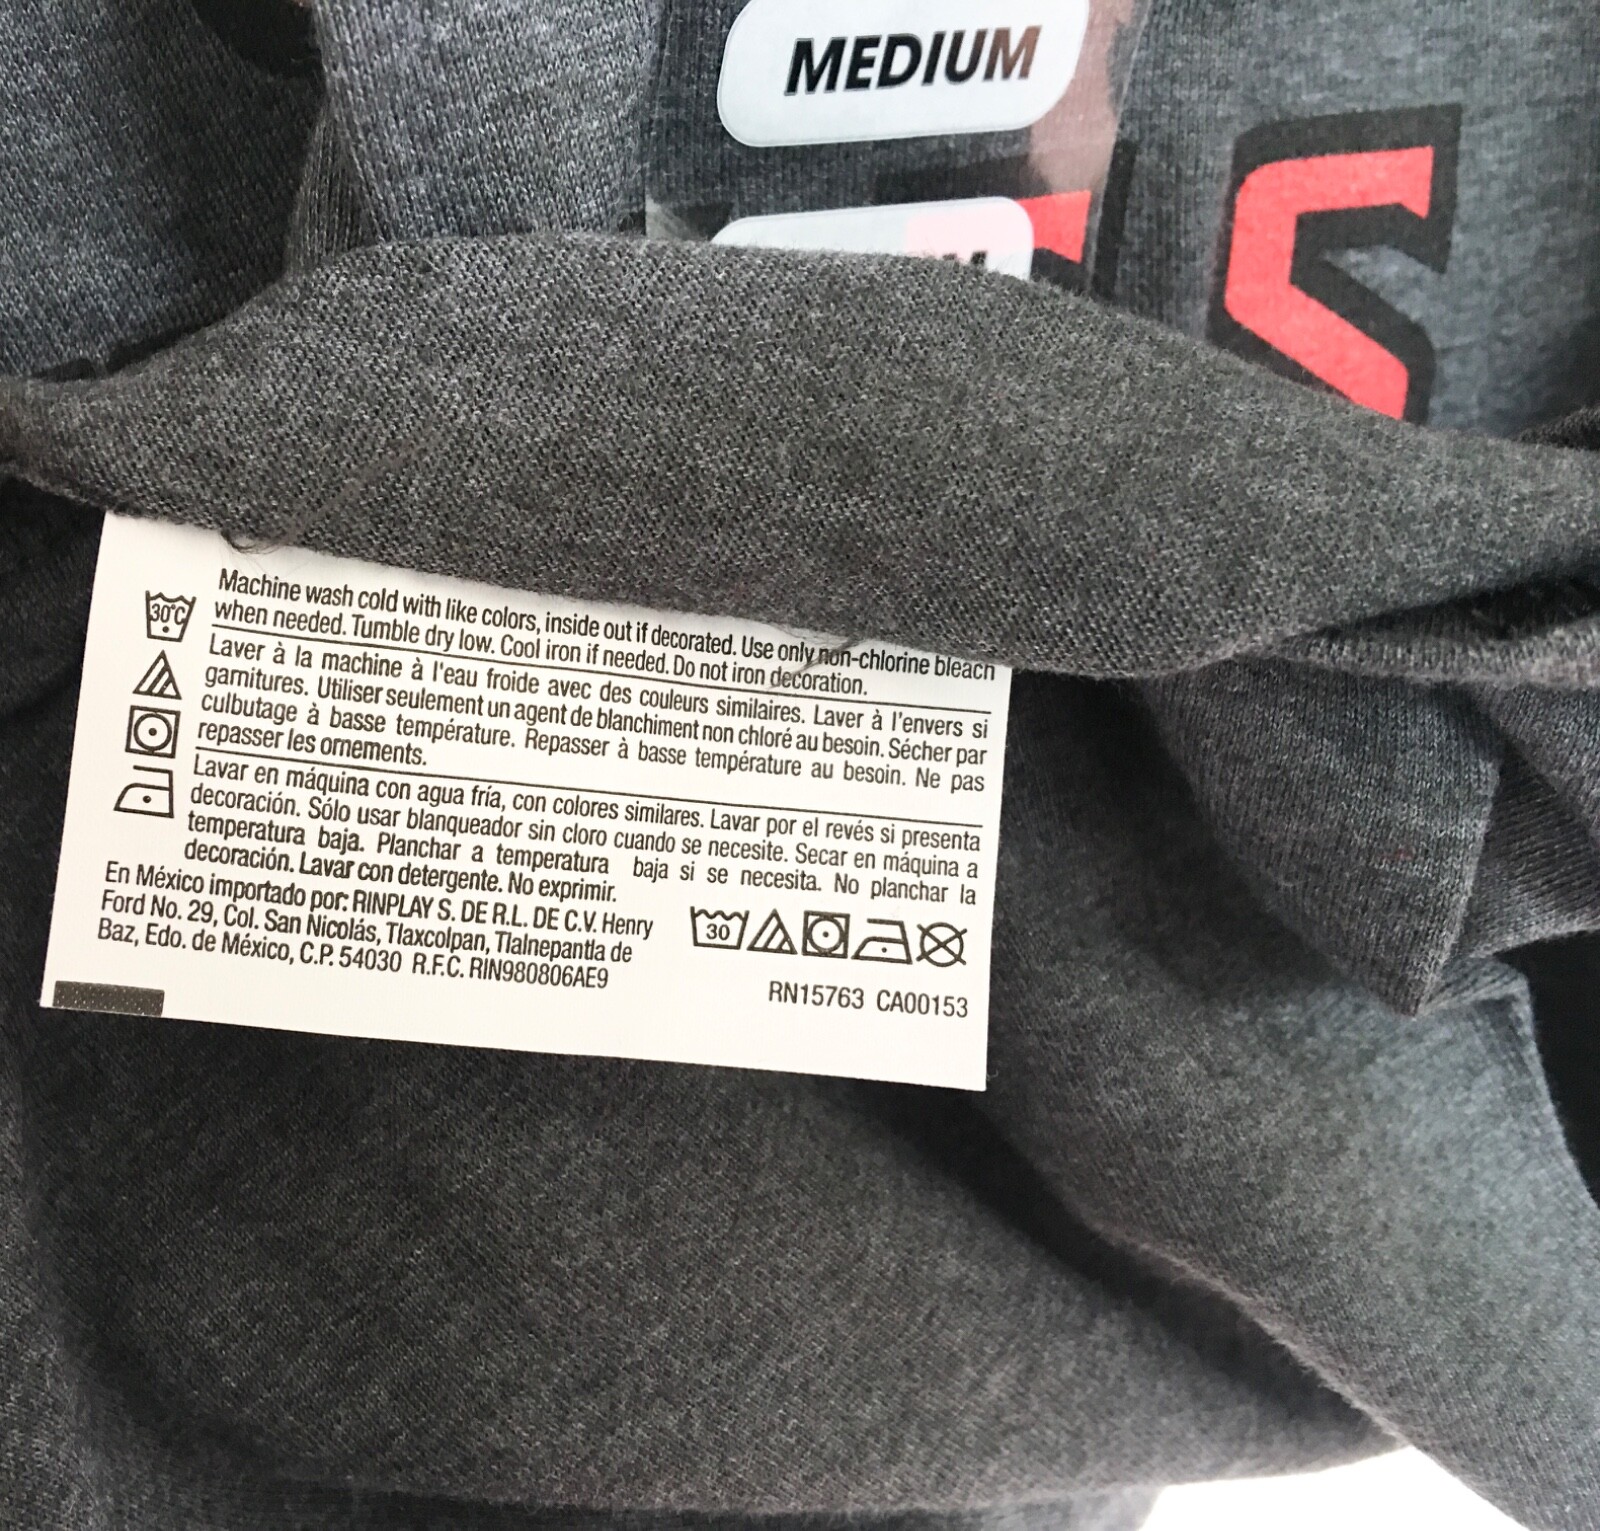 MEDIUM
S
30°C
Machine wash cold with like colors, inside out if decorated. Use only non-chlorine bleach
when needed. Tumble dry low. Cool iron if needed. Do not iron decoration.
Laver à la machine à l'eau froide avec des couleurs similaires. Laver à l'envers si
garnitures. Utiliser seulement un agent de blanchiment non chloré au besoin. Sécher par
culbutage à basse température. Repasser à basse température au besoin. Ne pas
repasser les ornements.
Lavar en máquina con agua fría, con colores similares. Lavar por el revés si presenta
decoración. Sólo usar blanqueador sin cloro cuando se necesite. Secar en máquina a
temperatura baja. Planchar a temperatura baja si se necesita. No planchar la
decoración. Lavar con detergente. No exprimir.
En México importado por: RINPLAY S. DE R.L. DE C.V. Henry
Ford No. 29, Col. San Nicolás, Tlaxcolpan, Tlalnepantla de
Baz, Edo. de México, C.P. 54030 R.F.C. RIN980806AE9
30
RN15763 CA00153